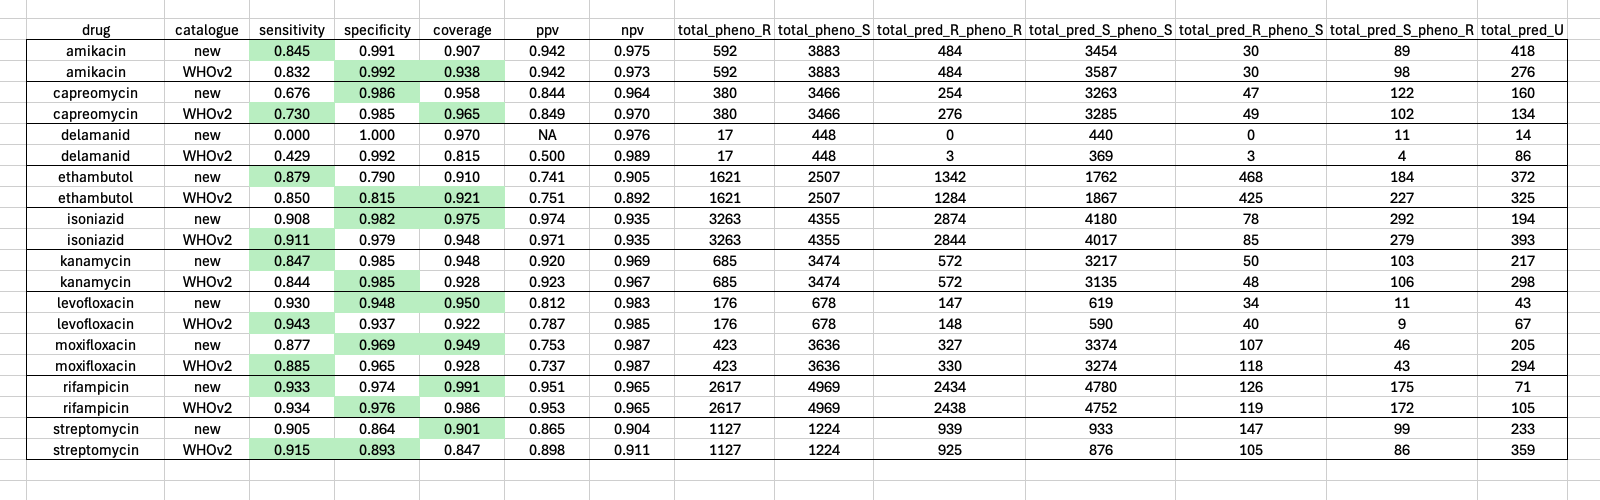 drug catalogue sensitivity specificity coverage ppv npv total_pheno_R total_pheno_S total_pred_R_pheno_R total_pred_S_pheno_S total_pred_R_pheno_S total_pred_S_pheno_R total_pred_U
amikacin new 0.845 0.991 0.907 0.942 0.975 592 3883 484 3454 30 89 418
amikacin WHOv2 0.832 0.992 0.938 0.942 0.973 592 3883 484 3587 30 98 276
capreomycin new 0.676 0.986 0.958 0.844 0.964 380 3466 254 3263 47 122 160
capreomycin WHOv2 0.730 0.985 0.965 0.849 0.970 380 3466 276 3285 49 102 134
delamanid new 0.000 1.000 0.970 NA 0.976 17 448 0 440 0 11 14
delamanid WHOv2 0.429 0.992 0.815 0.500 0.989 17 448 3 369 3 4 86
ethambutol new 0.879 0.790 0.910 0.741 0.905 1621 2507 1342 1762 468 184 372
ethambutol WHOv2 0.850 0.815 0.921 0.751 0.892 1621 2507 1284 1867 425 227 325
isoniazid new 0.908 0.982 0.975 0.974 0.935 3263 4355 2874 4180 78 292 194
isoniazid WHOv2 0.911 0.979 0.948 0.971 0.935 3263 4355 2844 4017 85 279 393
kanamycin new 0.847 0.985 0.948 0.920 0.969 685 3474 572 3217 50 103 217
kanamycin WHOv2 0.844 0.985 0.928 0.923 0.967 685 3474 572 3135 48 106 298
levofloxacin new 0.930 0.948 0.950 0.812 0.983 176 678 147 619 34 11 43
levofloxacin WHOv2 0.943 0.937 0.922 0.787 0.985 176 678 148 590 40 9 67
moxifloxacin new 0.877 0.969 0.949 0.753 0.987 423 3636 327 3374 107 46 205
moxifloxacin WHOv2 0.885 0.965 0.928 0.737 0.987 423 3636 330 3274 118 43 294
rifampicin new 0.933 0.974 0.991 0.951 0.965 2617 4969 2434 4780 126 175 71
rifampicin WHOv2 0.934 0.976 0.986 0.953 0.965 2617 4969 2438 4752 119 172 105
streptomycin new 0.905 0.864 0.901 0.865 0.904 1127 1224 939 933 147 99 233
streptomycin WHOv2 0.915 0.893 0.847 0.898 0.911 1127 1224 925 876 105 86 359